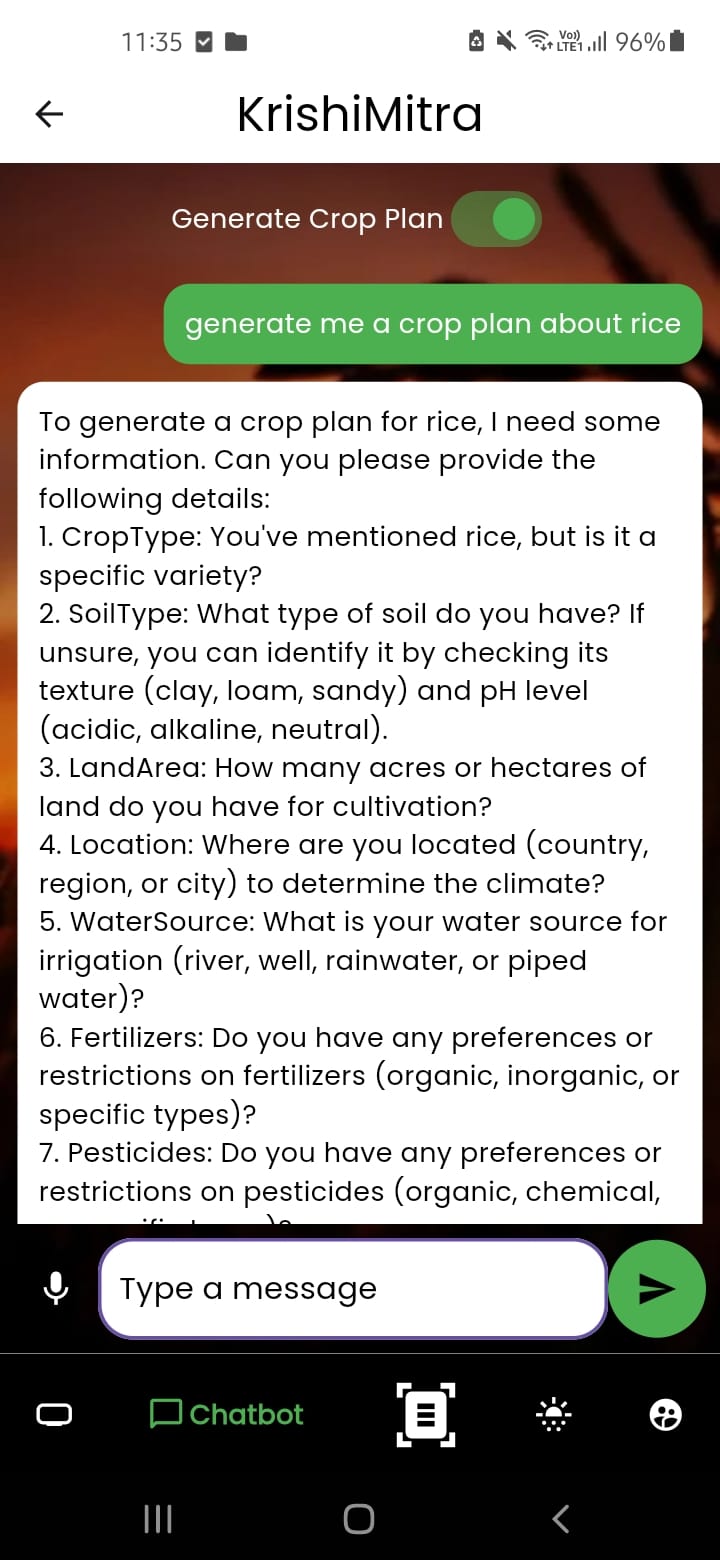 11:35
Vo))
LTE1
96%
KrishiMitra
Generate Crop Plan
generate me a crop plan about rice
To generate a crop plan for rice, I need some
information. Can you please provide the
following details:
1. CropType: You've mentioned rice, but is it a
specific variety?
2. SoilType: What type of soil do you have? If
unsure, you can identify it by checking its
texture (clay, loam, sandy) and pH level
(acidic, alkaline, neutral).
3. LandArea: How many acres or hectares of
land do you have for cultivation?
4. Location: Where are you located (country,
region, or city) to determine the climate?
5. WaterSource: What is your water source for
irrigation (river, well, rainwater, or piped
water)?
6. Fertilizers: Do you have any preferences or
restrictions on fertilizers (organic, inorganic, or
specific types)?
7. Pesticides: Do you have any preferences or
restrictions on pesticides (organic, chemical,
Type a message
Chatbot